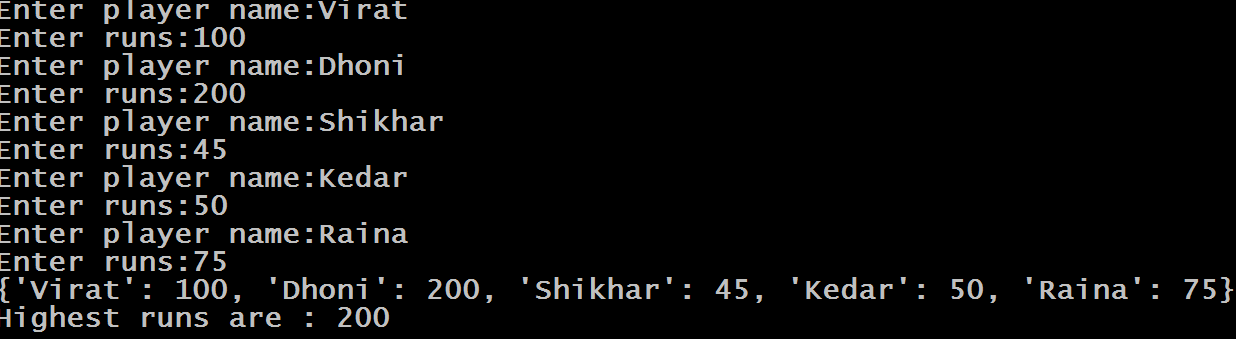 Enter player name:Virat
Enter runs:100
Enter player name:Dhoni
Enter runs:200
Enter player name:Shikhar
Enter runs:45
Enter player name:Kedar
Enter runs:50
Enter player name:Raina
Enter runs:75
{'Virat': 100, 'Dhoni': 200, 'Shikhar': 45, 'Kedar': 50, 'Raina': 75}
Highest runs are : 200